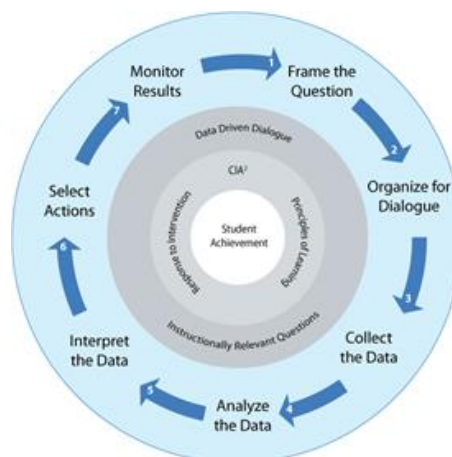 Monitor
Results
1
Frame the
Question
2
Organize for
Dialogue
3
Collect
the Data
4
Analyze
the Data
5
Interpret
the Data
6
Select
Actions
7
Data Driven Dialogue
CIA²
Response to Intervention
Principles of Learning
Student
Achievement
Instructionally Relevant Questions